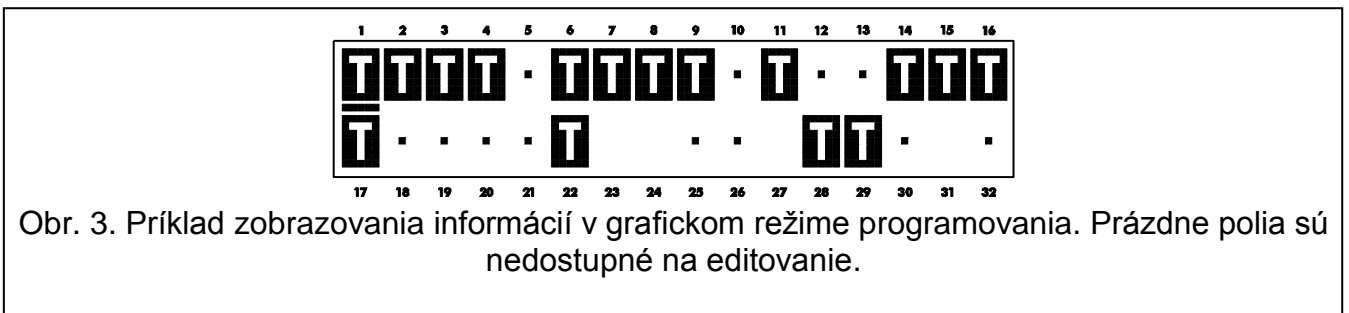 1 2 3 4 5 6 7 8 9 10 11 12 13 14 15 16
T T T T · T T T T · T · · T T T
T · · · · T · · T T · ·
17 18 19 20 21 22 23 24 25 26 27 28 29 30 31 32
Obr. 3. Príklad zobrazovania informácií v grafickom režime programovania. Prázdne polia sú
nedostupné na editovanie.